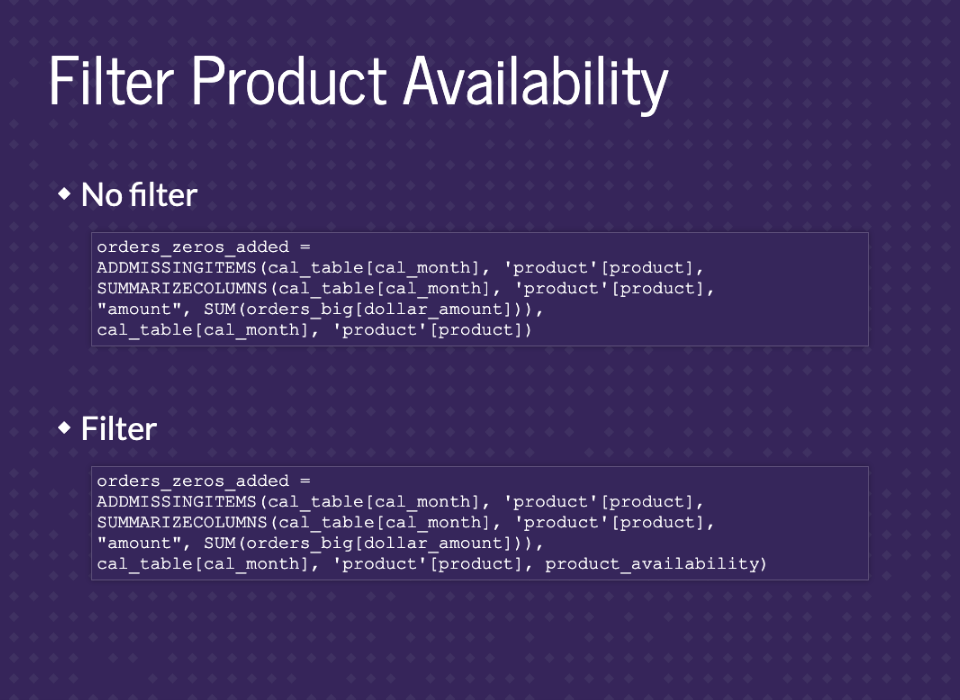 Filter Product Availability
No filter
orders_zeros_added =
ADDMISSINGITEMS(cal_table[cal_month], 'product'[product],
SUMMARIZECOLUMNS(cal_table[cal_month], 'product'[product],
"amount", SUM(orders_big[dollar_amount])),
cal_table[cal_month], 'product'[product])
Filter
orders_zeros_added =
ADDMISSINGITEMS(cal_table[cal_month], 'product'[product],
SUMMARIZECOLUMNS(cal_table[cal_month], 'product'[product],
"amount", SUM(orders_big[dollar_amount])),
cal_table[cal_month], 'product'[product], product_availability)